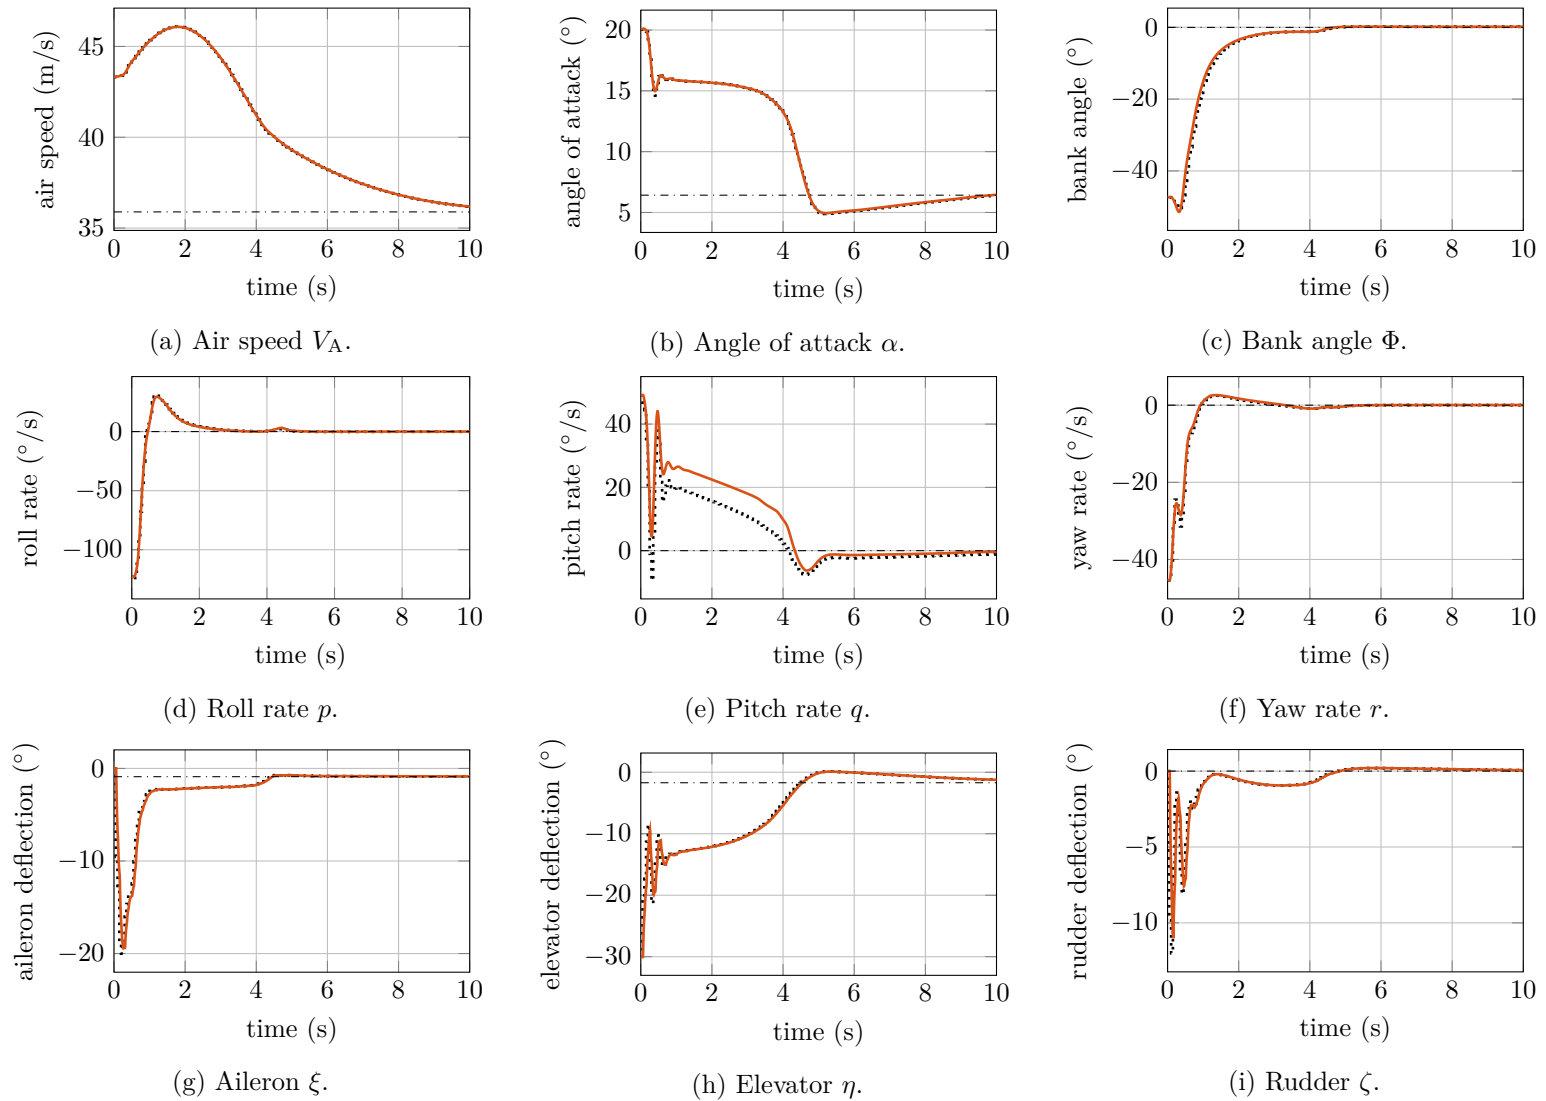 45
40
35
air speed (m/s)
0 2 4 6 8 10
time (s)
(a) Air speed V_A.
20
15
10
5
angle of attack (°)
0 2 4 6 8 10
time (s)
(b) Angle of attack α.
0
−20
−40
bank angle (°)
0 2 4 6 8 10
time (s)
(c) Bank angle Φ.
0
−50
−100
roll rate (°/s)
0 2 4 6 8 10
time (s)
(d) Roll rate p.
40
20
0
pitch rate (°/s)
0 2 4 6 8 10
time (s)
(e) Pitch rate q.
0
−20
−40
yaw rate (°/s)
0 2 4 6 8 10
time (s)
(f) Yaw rate r.
0
−10
−20
aileron deflection (°)
0 2 4 6 8 10
time (s)
(g) Aileron ξ.
0
−10
−20
−30
elevator deflection (°)
0 2 4 6 8 10
time (s)
(h) Elevator η.
0
−5
−10
rudder deflection (°)
0 2 4 6 8 10
time (s)
(i) Rudder ζ.